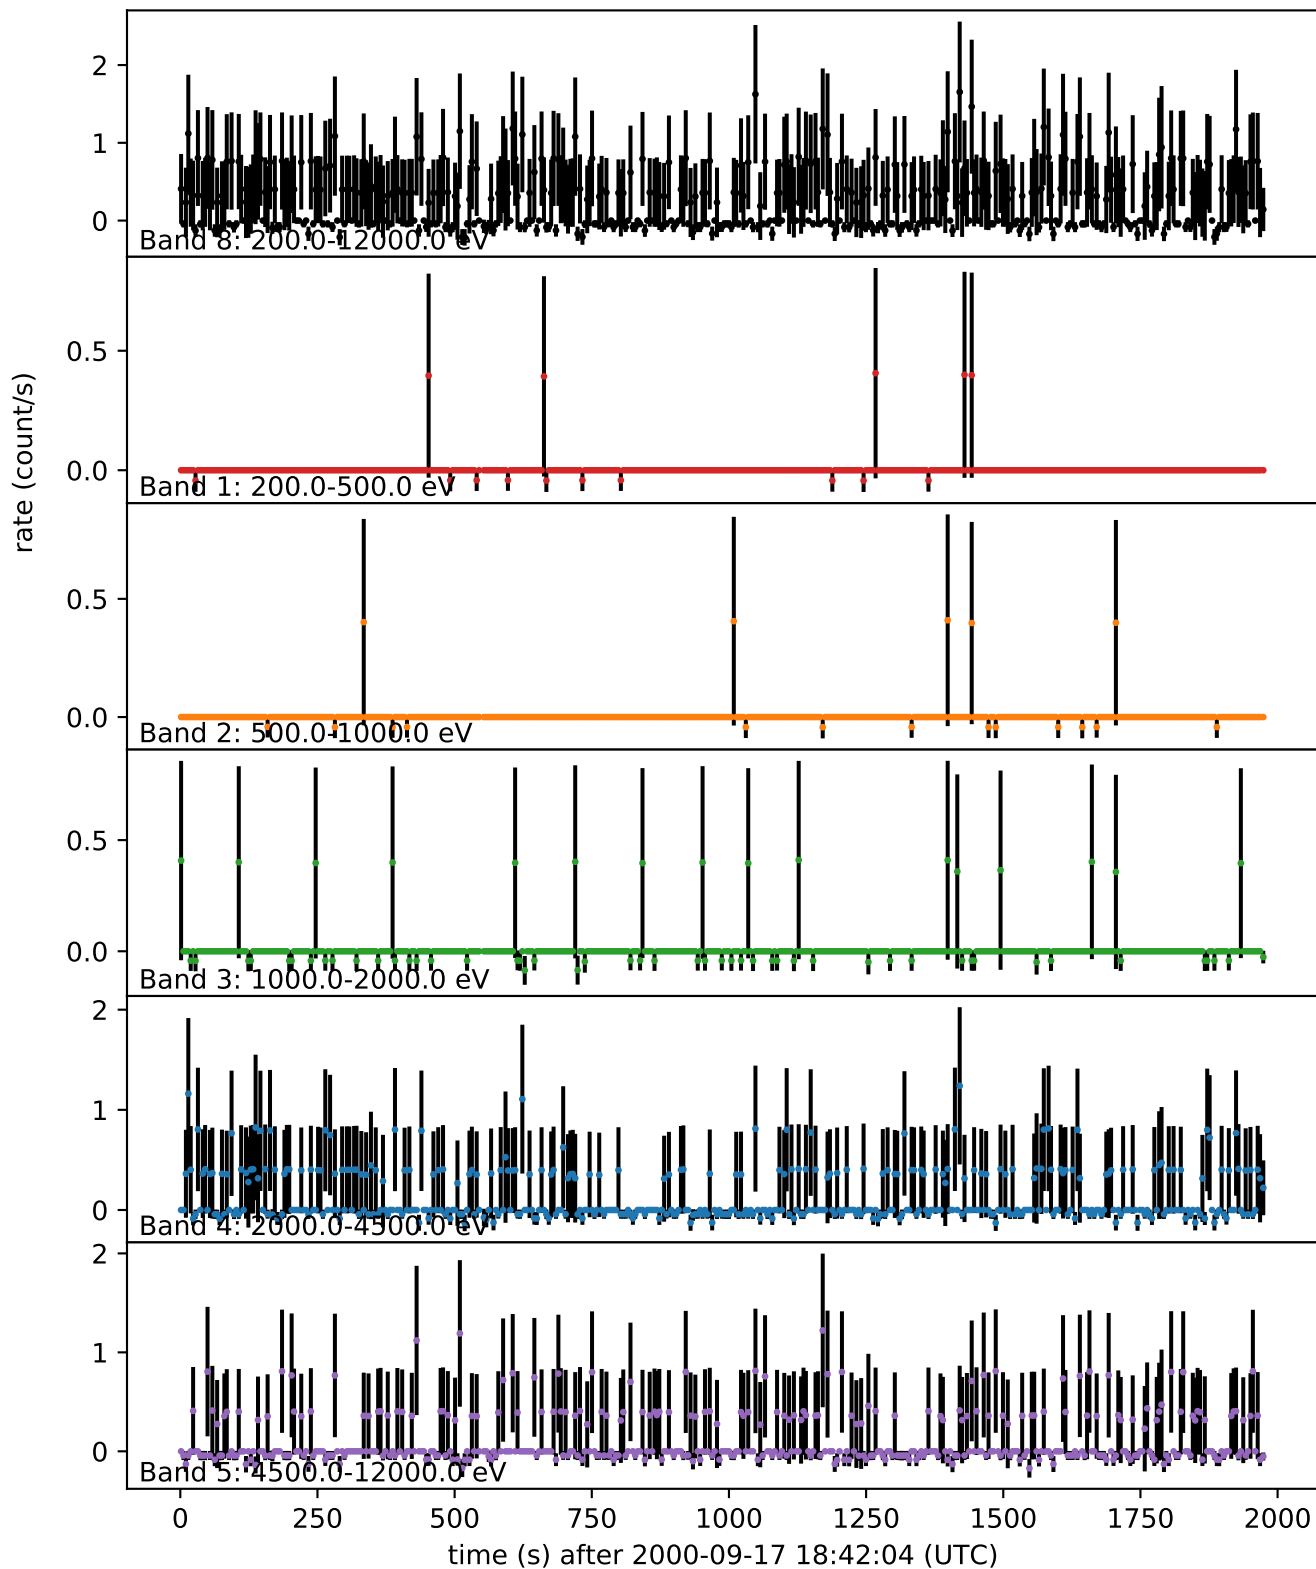 2
1
0
Band 8: 200.0-12000.0 eV
0.5
0.0
Band 1: 200.0-500.0 eV
rate (count/s)
0.5
0.0
Band 2: 500.0-1000.0 eV
0.5
0.0
Band 3: 1000.0-2000.0 eV
2
1
0
Band 4: 2000.0-4500.0 eV
2
1
0
Band 5: 4500.0-12000.0 eV
0 250 500 750 1000 1250 1500 1750 2000
time (s) after 2000-09-17 18:42:04 (UTC)